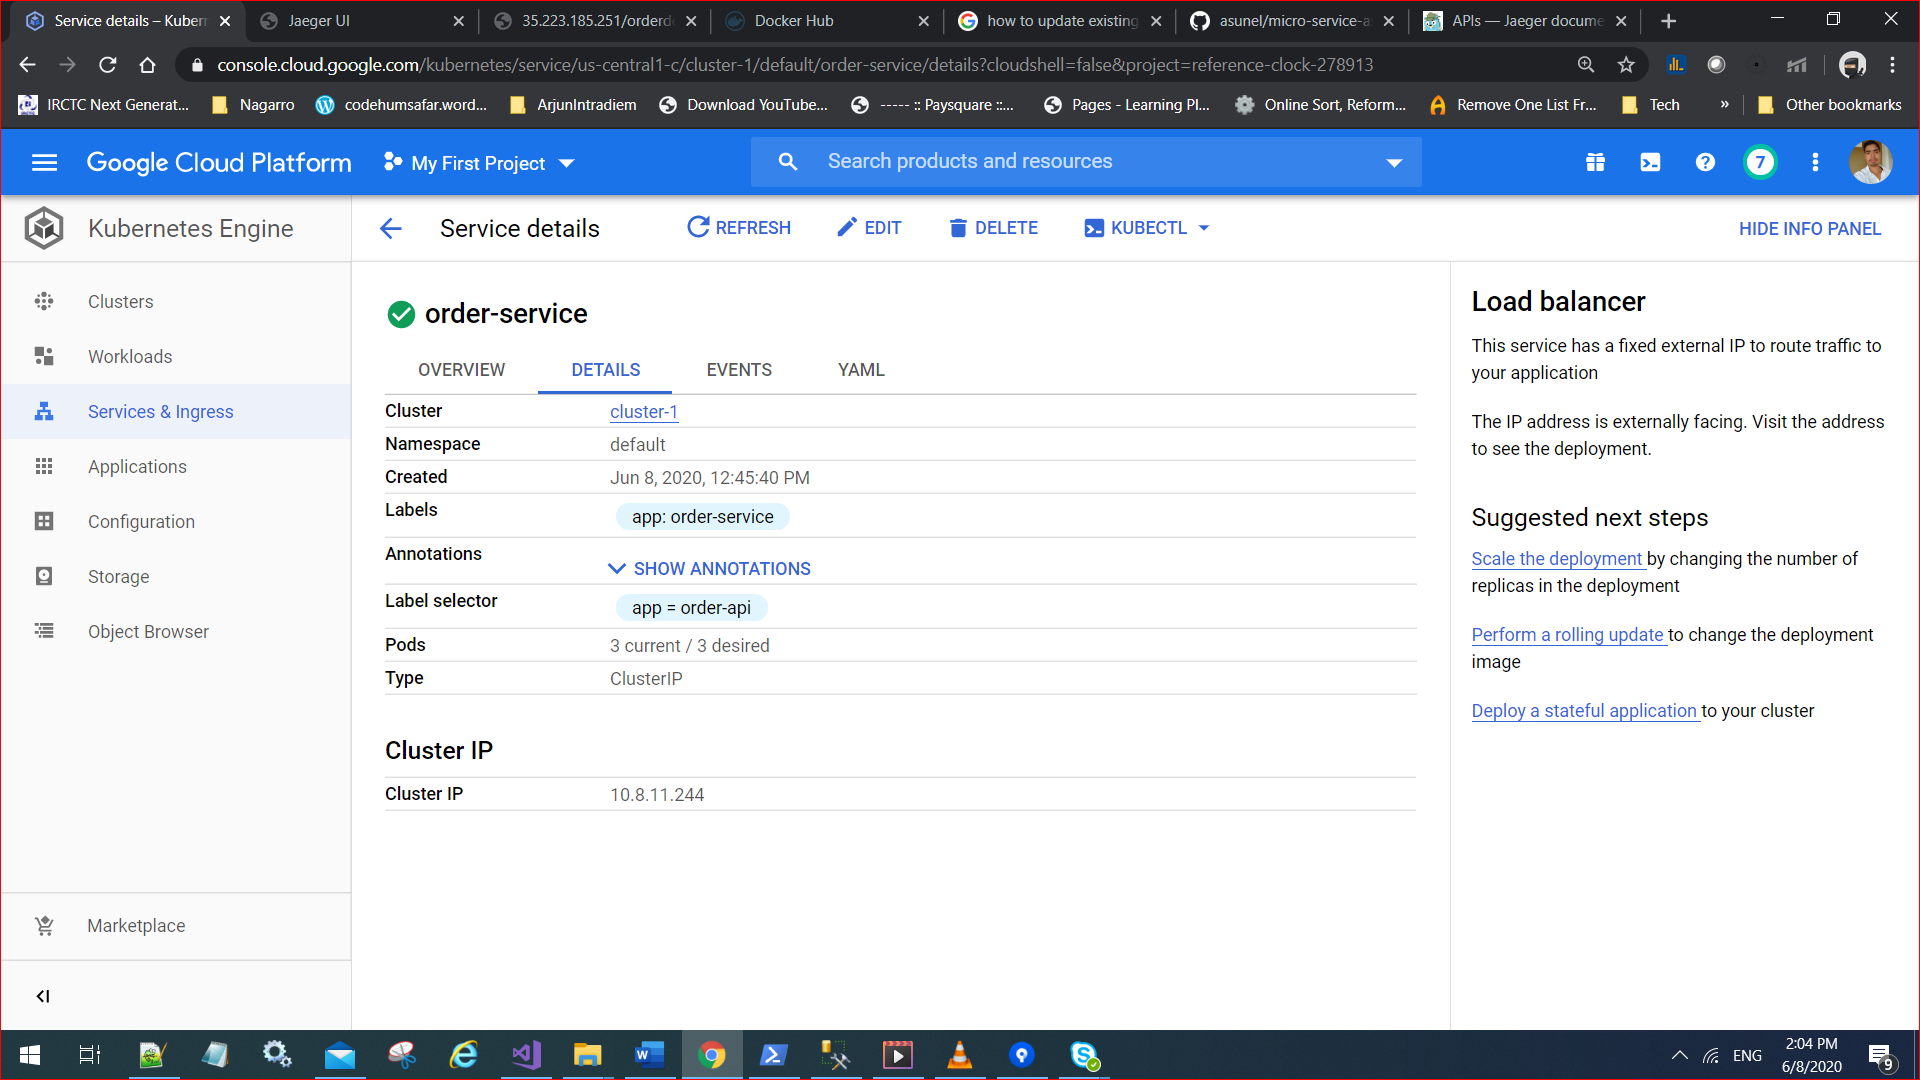 Service details – Kubern
Jaeger UI
35.223.185.251/orderde
Docker Hub
how to update existing
asunel/micro-service-a
APIs — Jaeger docume
console.cloud.google.com/kubernetes/service/us-central1-c/cluster-1/default/order-service/details?cloudshell=false&project=reference-clock-278913
IRCTC Next Generat...
Nagarro
codehumsafar.word...
ArjunIntradiem
Download YouTube...
----- :: Paysquare ::...
Pages - Learning Pl...
Online Sort, Reform...
Remove One List Fr...
Tech
»
Other bookmarks
Google Cloud Platform
My First Project
Search products and resources
7
Kubernetes Engine
Service details
REFRESH
EDIT
DELETE
KUBECTL
HIDE INFO PANEL
Clusters
Workloads
Services & Ingress
Applications
Configuration
Storage
Object Browser
Marketplace
order-service
OVERVIEW
DETAILS
EVENTS
YAML
Cluster cluster-1
Namespace default
Created Jun 8, 2020, 12:45:40 PM
Labels app: order-service
Annotations SHOW ANNOTATIONS
Label selector app = order-api
Pods 3 current / 3 desired
Type ClusterIP
Cluster IP
Cluster IP 10.8.11.244
Load balancer
This service has a fixed external IP to route traffic to
your application
The IP address is externally facing. Visit the address
to see the deployment.
Suggested next steps
Scale the deployment by changing the number of
replicas in the deployment
Perform a rolling update to change the deployment
image
Deploy a stateful application to your cluster
ENG
2:04 PM
6/8/2020
9